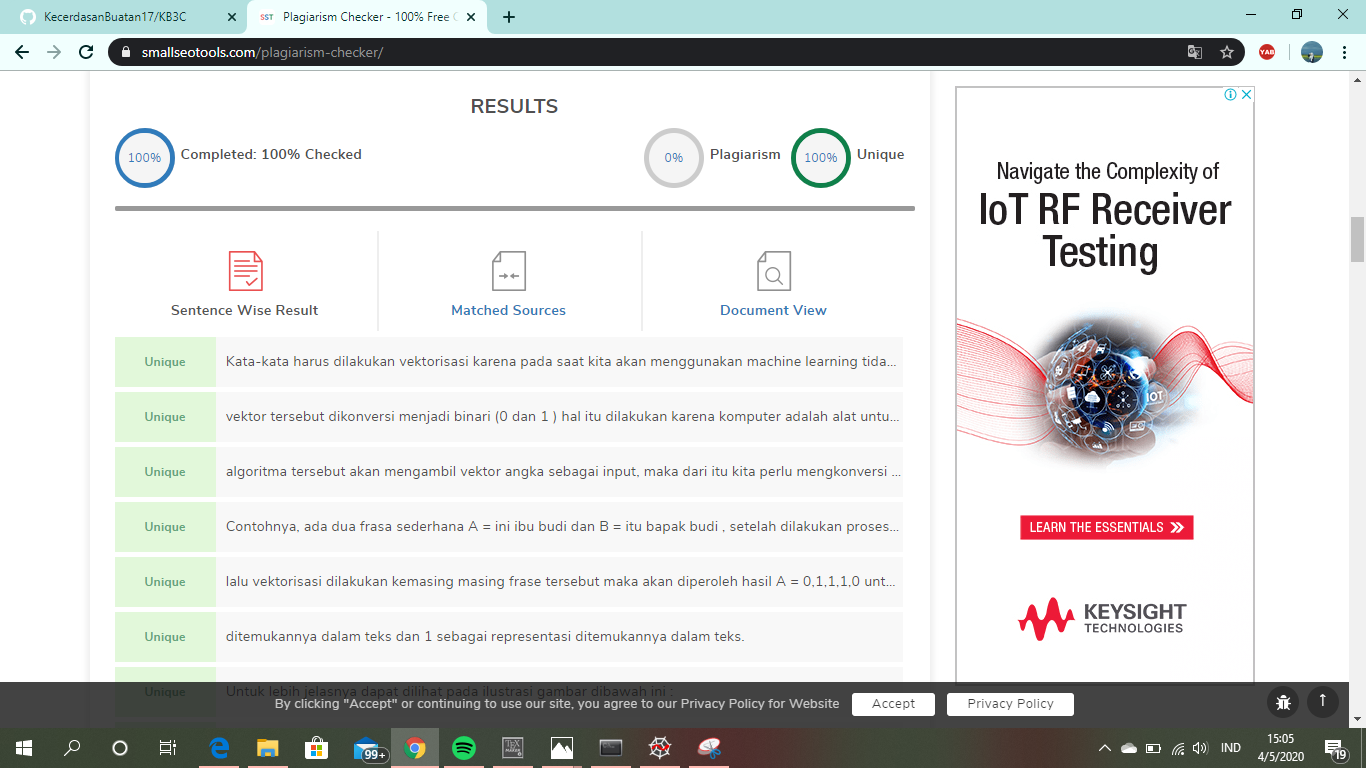 KecerdasanBuatan17/KB3C
SST Plagiarism Checker - 100% Free C
smallseotools.com/plagiarism-checker/
YAB
RESULTS
100% Completed: 100% Checked
0% Plagiarism 100% Unique
Sentence Wise Result
Matched Sources
Document View
Unique Kata-kata harus dilakukan vektorisasi karena pada saat kita akan menggunakan machine learning tida...
Unique vektor tersebut dikonversi menjadi binari (0 dan 1 ) hal itu dilakukan karena komputer adalah alat untu...
Unique algoritma tersebut akan mengambil vektor angka sebagai input, maka dari itu kita perlu mengkonversi ...
Unique Contohnya, ada dua frasa sederhana A = ini ibu budi dan B = itu bapak budi , setelah dilakukan proses...
Unique lalu vektorisasi dilakukan kemasing masing frase tersebut maka akan diperoleh hasil A = 0,1,1,1,0 unt...
Unique ditemukannya dalam teks dan 1 sebagai representasi ditemukannya dalam teks.
Unique Untuk lebih jelasnya dapat dilihat pada ilustrasi gambar dibawah ini :
By clicking "Accept" or continuing to use our site, you agree to our Privacy Policy for Website
Accept
Privacy Policy
Navigate the Complexity of
IoT RF Receiver
Testing
IOT
LEARN THE ESSENTIALS
KEYSIGHT
TECHNOLOGIES
99+
TEX
MAKER
IND
15:05
4/5/2020
19